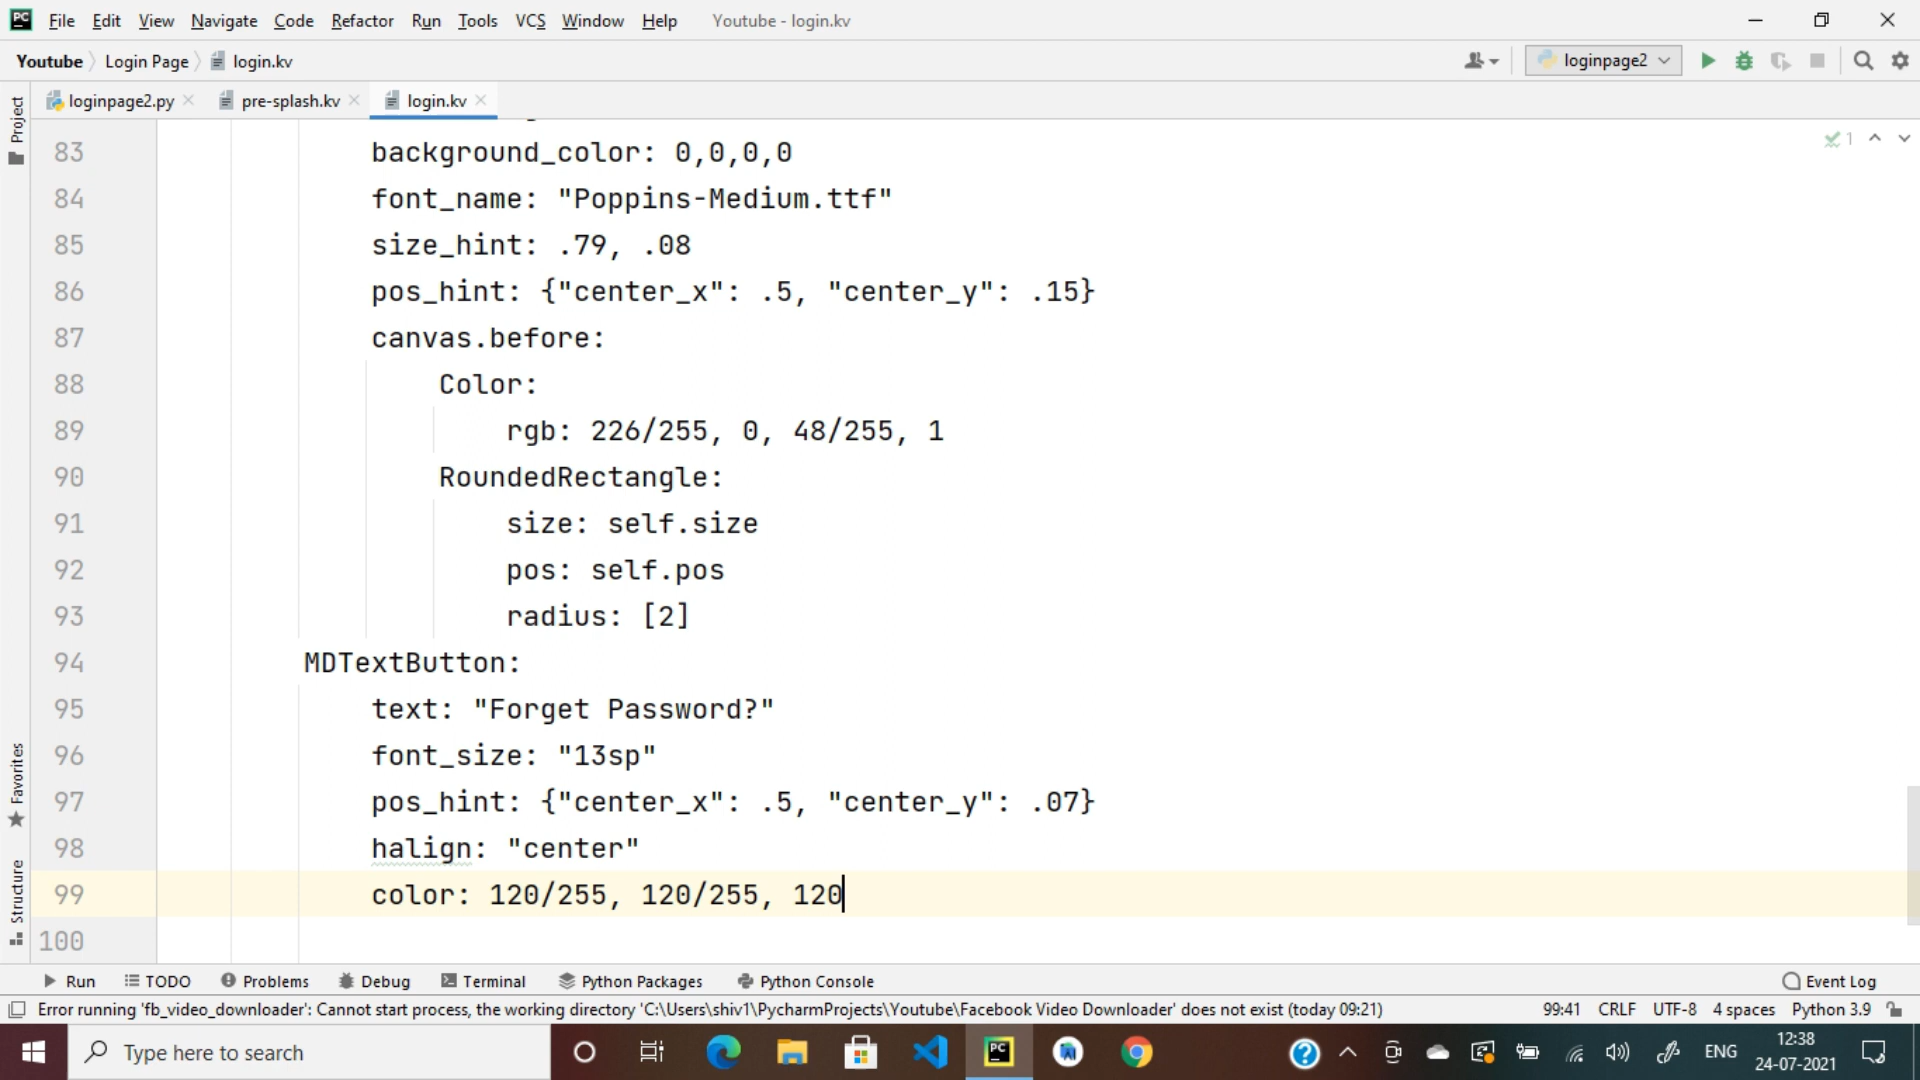 PC File Edit View Navigate Code Refactor Run Tools VCS Window Help Youtube - login.kv
Youtube Login Page login.kv loginpage2
loginpage2.py pre-splash.kv login.kv
Project
1
83 background_color: 0,0,0,0
84 font_name: "Poppins-Medium.ttf"
85 size_hint: .79, .08
86 pos_hint: {"center_x": .5, "center_y": .15}
87 canvas.before:
88 Color:
89 rgb: 226/255, 0, 48/255, 1
90 RoundedRectangle:
91 size: self.size
92 pos: self.pos
93 radius: [2]
94 MDTextButton:
95 text: "Forget Password?"
96 font_size: "13sp"
97 pos_hint: {"center_x": .5, "center_y": .07}
98 halign: "center"
99 color: 120/255, 120/255, 120
100
Favorites
Structure
Run TODO Problems Debug Terminal Python Packages Python Console Event Log
Error running 'fb_video_downloader': Cannot start process, the working directory 'C:\Users\shiv1\PycharmProjects\Youtube\Facebook Video Downloader' does not exist (today 09:21) 99:41 CRLF UTF-8 4 spaces Python 3.9
Type here to search PC ENG 12:38
24-07-2021